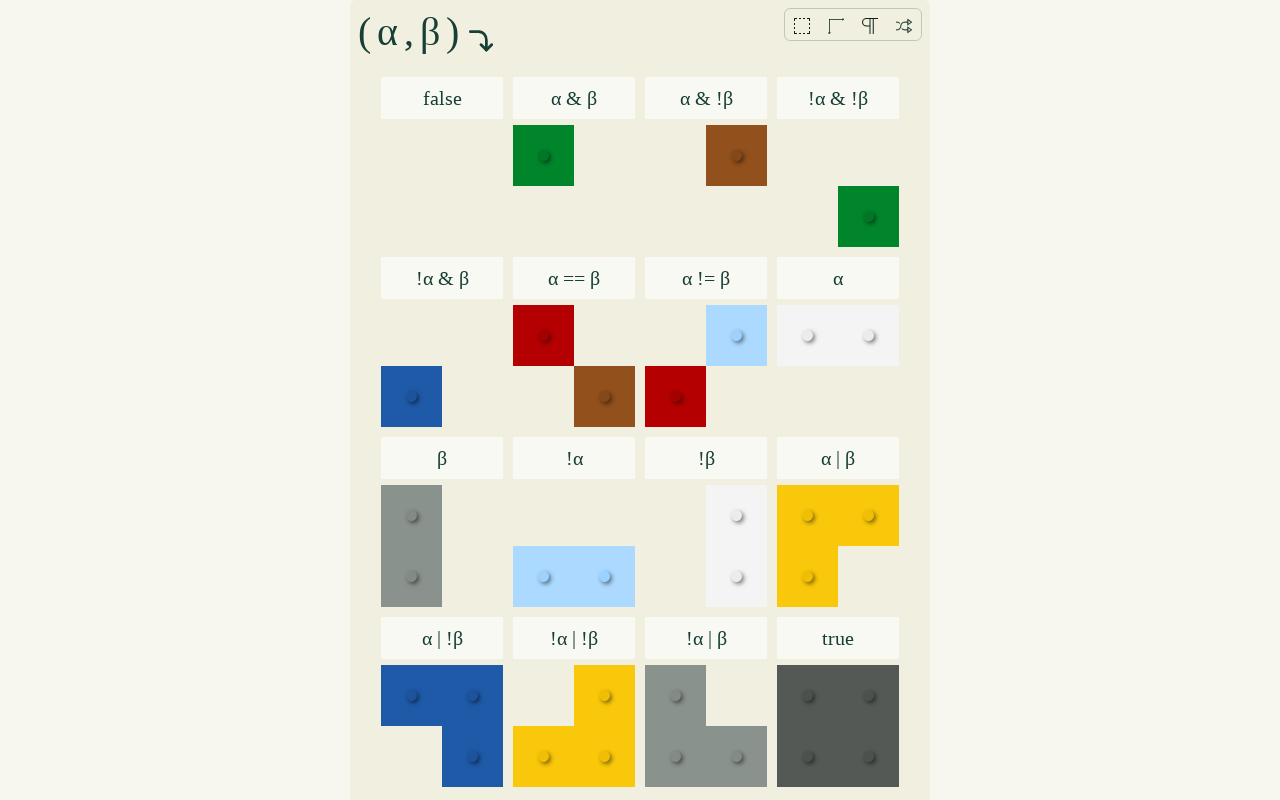 (α,β)
false α & β α & !β !α & !β
!α & β α == β α != β α
β !α !β α | β
α | !β !α | !β !α | β true